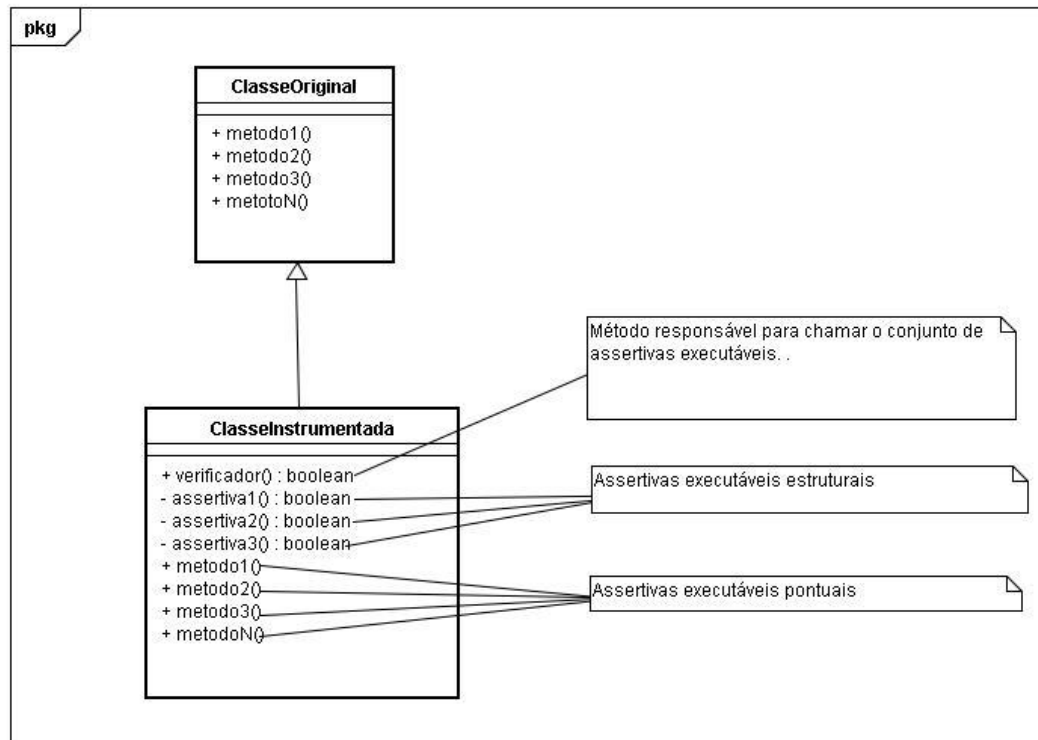 pkg
ClasseOriginal
+ metodo1()
+ metodo2()
+ metodo3()
+ metotoN()
Método responsável para chamar o conjunto de
assertivas executáveis. .
ClasseInstrumentada
+ verificador() : boolean
- assertiva1() : boolean
- assertiva2() : boolean
- assertiva3() : boolean
+ metodo1()
+ metodo2()
+ metodo3()
+ metodoN()
Assertivas executáveis estruturais
Assertivas executáveis pontuais